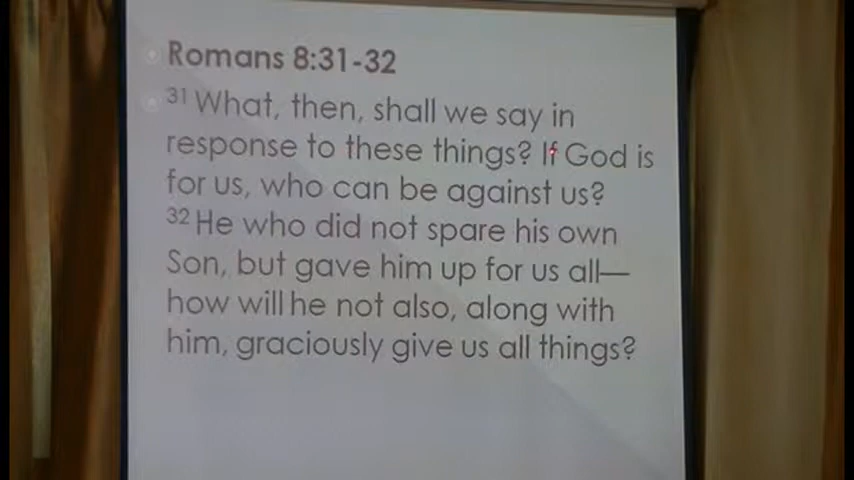 Romans 8:31-32
31 What, then, shall we say in
response to these things? If God is
for us, who can be against us?
32 He who did not spare his own
Son, but gave him up for us all—
how will he not also, along with
him, graciously give us all things?